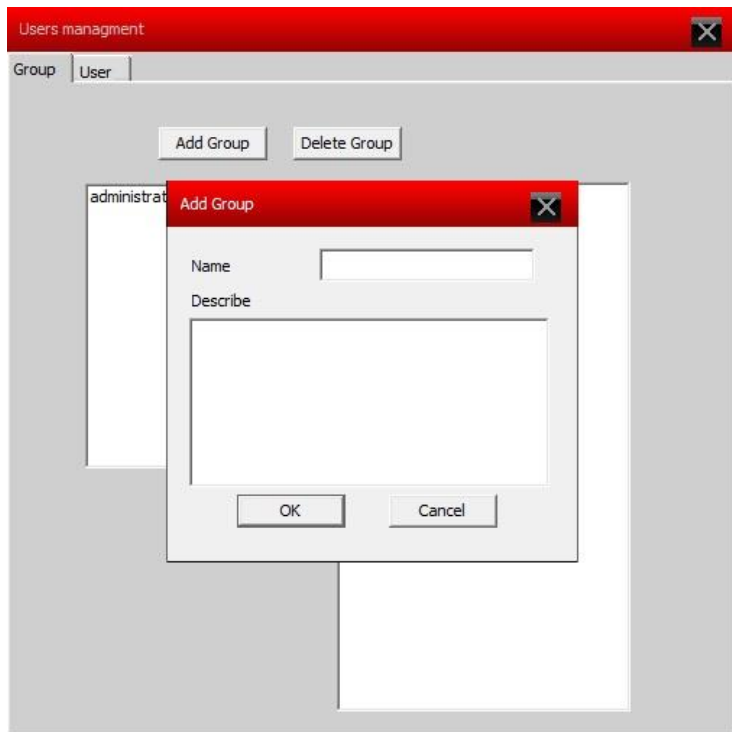 Users managment
Group User
Add Group Delete Group
administrat
Add Group
Name
Describe
OK Cancel